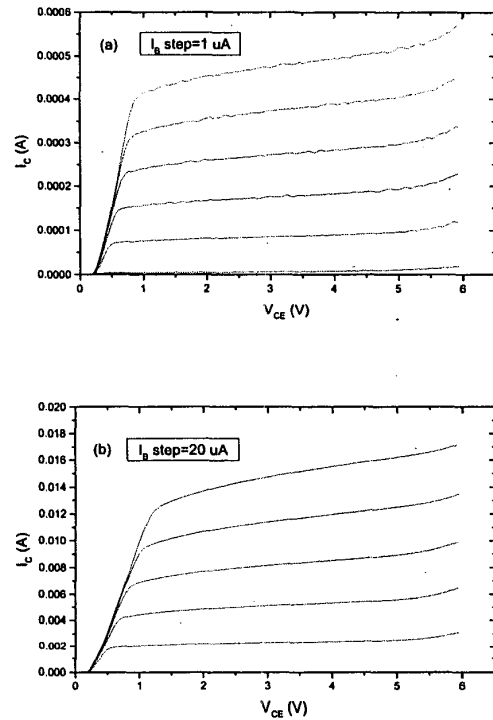 0.0006
(a) I_B step=1 uA
0.0005
0.0004
0.0003
0.0002
0.0001
0.0000
I_C (A)
0 1 2 3 4 5 6
V_CE (V)
0.020
(b) I_B step=20 uA
0.018
0.016
0.014
0.012
0.010
0.008
0.006
0.004
0.002
0.000
I_C (A)
0 1 2 3 4 5 6
V_CE (V)